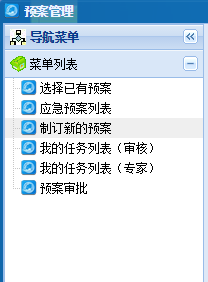 预案管理
导航菜单
菜单列表
选择已有预案
应急预案列表
制订新的预案
我的任务列表（审核）
我的任务列表（专家）
预案审批